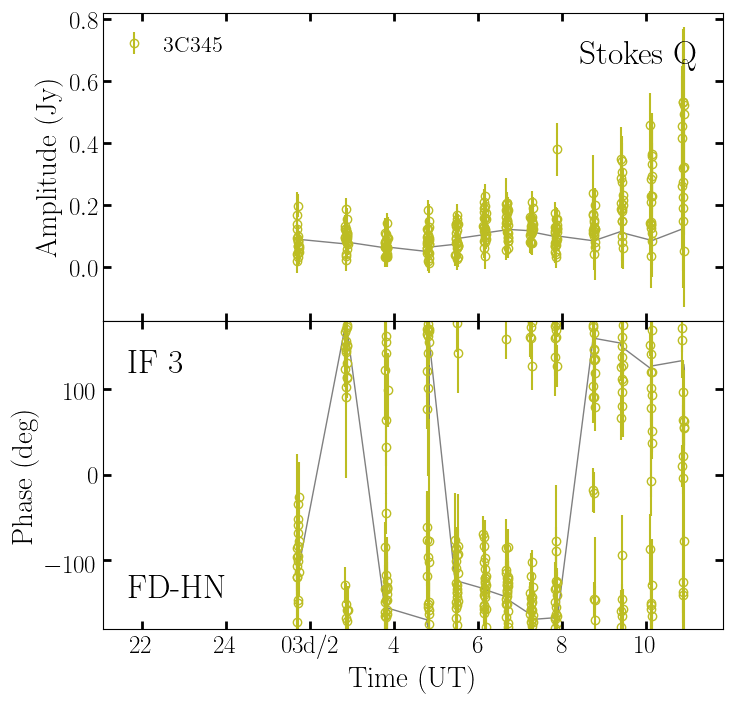 3C345
Stokes Q
0.8
0.6
0.4
0.2
0.0
Amplitude (Jy)
IF 3
100
0
−100
Phase (deg)
FD-HN
22 24 03d/2 4 6 8 10
Time (UT)